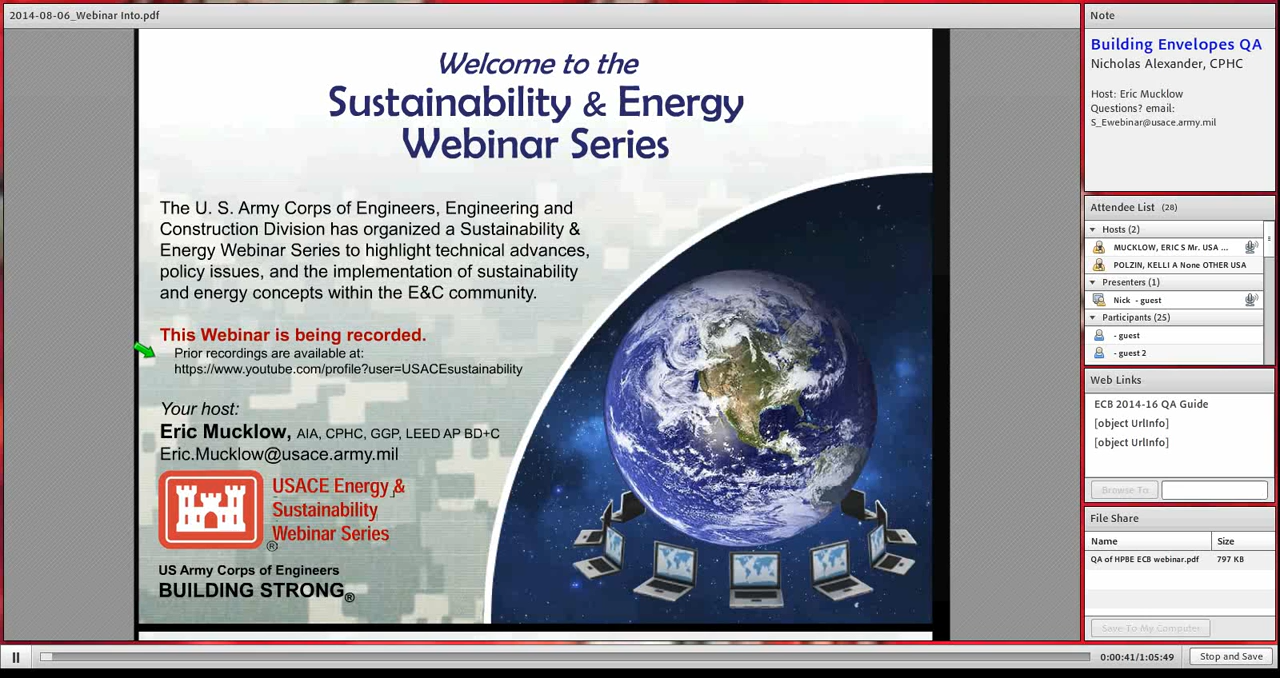 2014-08-06_Webinar Into.pdf
Welcome to the
Sustainability & Energy
Webinar Series
The U. S. Army Corps of Engineers, Engineering and
Construction Division has organized a Sustainability &
Energy Webinar Series to highlight technical advances,
policy issues, and the implementation of sustainability
and energy concepts within the E&C community.
This Webinar is being recorded.
Prior recordings are available at:
https://www.youtube.com/profile?user=USACEsustainability
Your host:
Eric Mucklow, AIA, CPHC, GGP, LEED AP BD+C
Eric.Mucklow@usace.army.mil
USACE Energy &
Sustainability
Webinar Series
®
US Army Corps of Engineers
BUILDING STRONG®
Note
Building Envelopes QA
Nicholas Alexander, CPHC
Host: Eric Mucklow
Questions? email:
S_Ewebinar@usace.army.mil
Attendee List (28)
Hosts (2)
MUCKLOW, ERIC S Mr. USA ...
POLZIN, KELLI A None OTHER USA
Presenters (1)
Nick - guest
Participants (25)
- guest
- guest 2
Web Links
ECB 2014-16 QA Guide
[object UrlInfo]
[object UrlInfo]
Browse To
File Share
Name Size
QA of HPBE ECB webinar.pdf 797 KB
Save To My Computer
0:00:41/1:05:49 Stop and Save